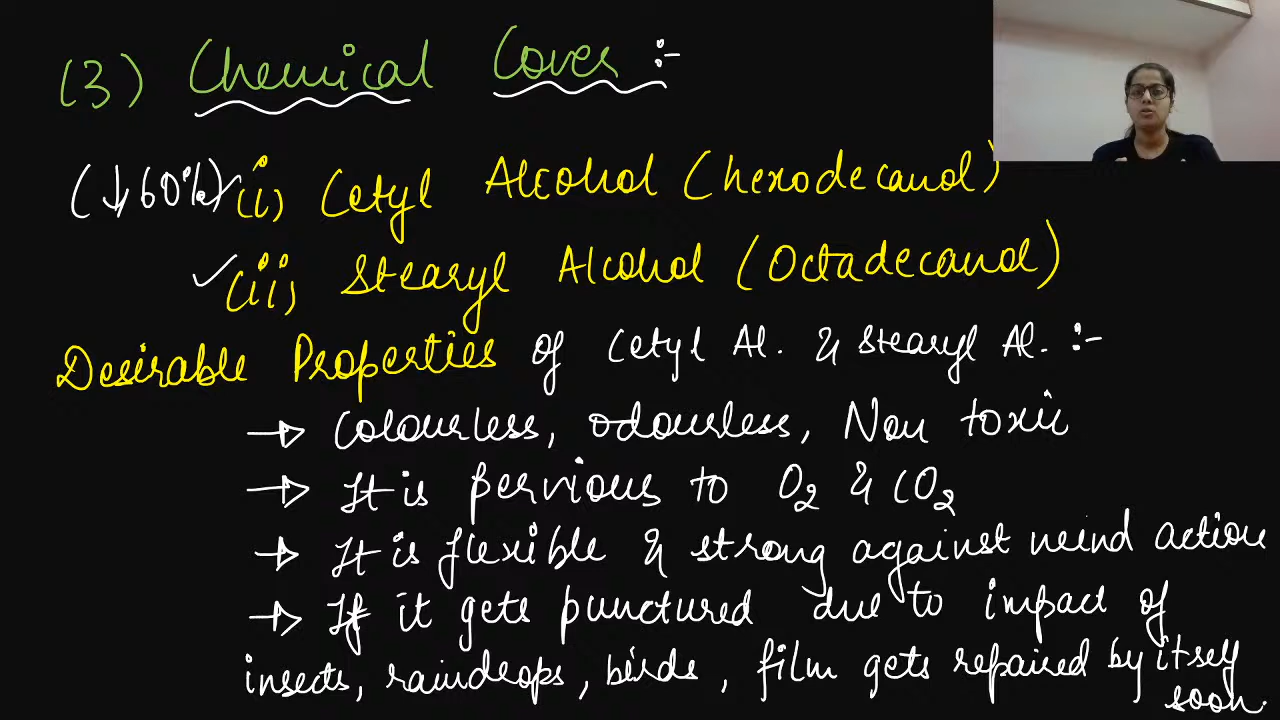 (3) Chemical Cover :-
(↓60%) (i) Cetyl Alcohol (hexodecanol)
✓(ii) Stearyl Alcohol (Octadecanol)
Desirable Properties of Cetyl Al. & Stearyl Al. :-
→ Colourless, odourless, Non toxic
→ It is pervious to O₂ & CO₂
→ It is flexible & strong against wind action
→ If it gets punctured due to impact of
insects, raindrops, birds, film gets repaired by itself
soon.